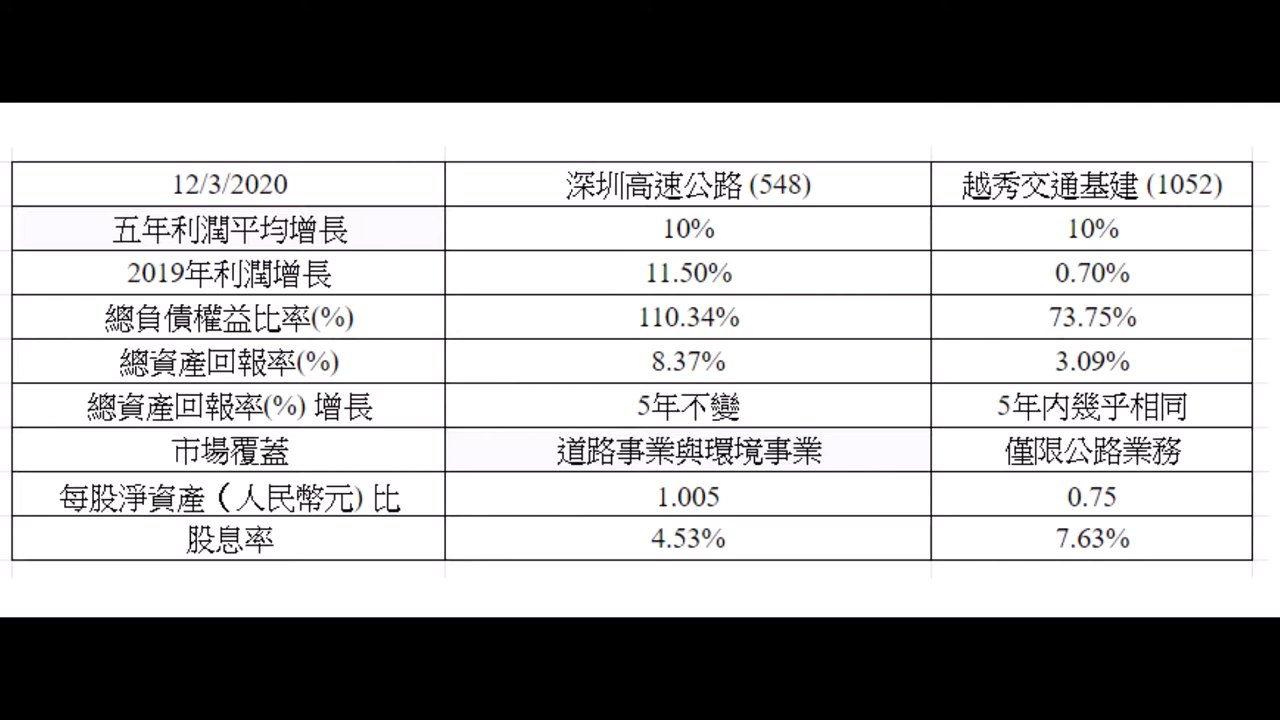 12/3/2020 深圳高速公路 (548) 越秀交通基建 (1052)
五年利潤平均增長 10% 10%
2019年利潤增長 11.50% 0.70%
總負債權益比率(%) 110.34% 73.75%
總資產回報率(%) 8.37% 3.09%
總資產回報率(%) 增長 5年不變 5年內幾乎相同
市場覆蓋 道路事業與環境事業 僅限公路業務
每股淨資產（人民幣元) 比 1.005 0.75
股息率 4.53% 7.63%